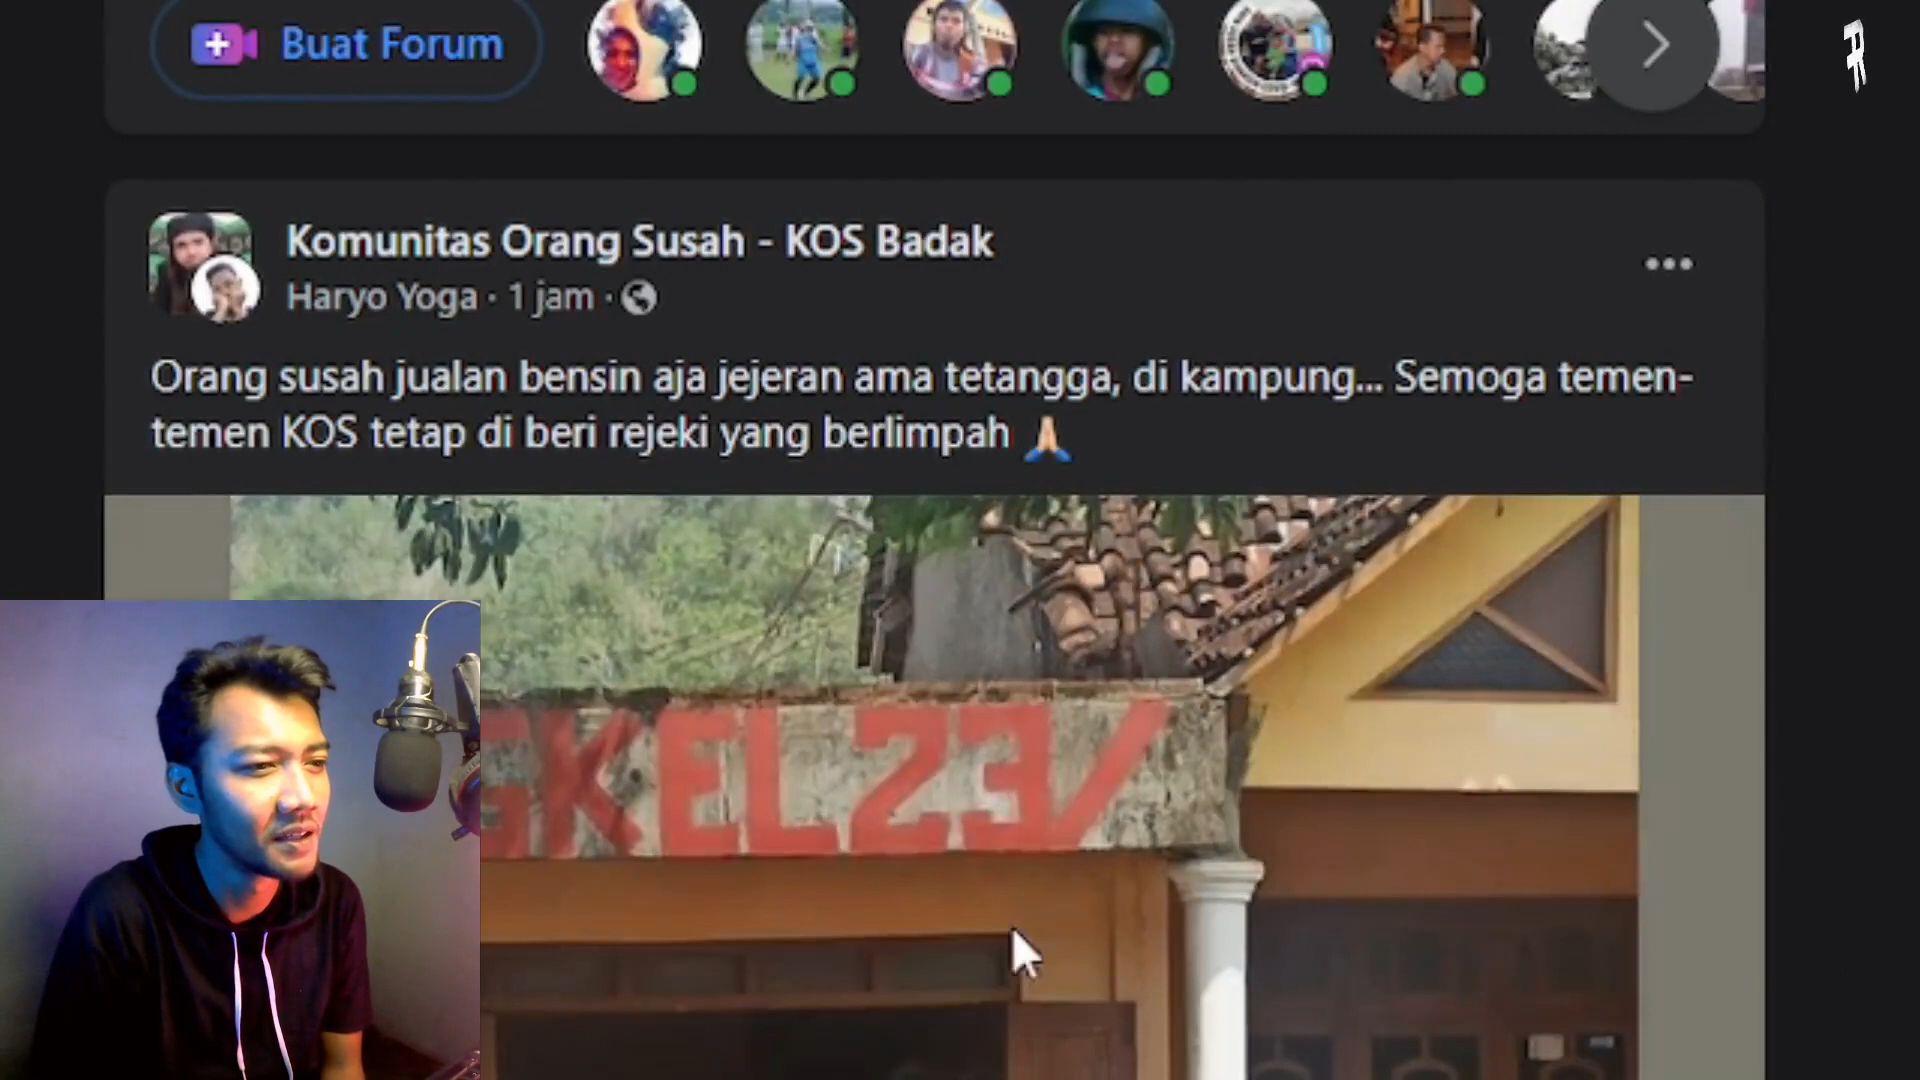 Buat Forum
Komunitas Orang Susah - KOS Badak
Haryo Yoga · 1 jam ·
Orang susah jualan bensin aja jejeran ama tetangga, di kampung... Semoga temen-
temen KOS tetap di beri rejeki yang berlimpah 🙏
GKEL23/